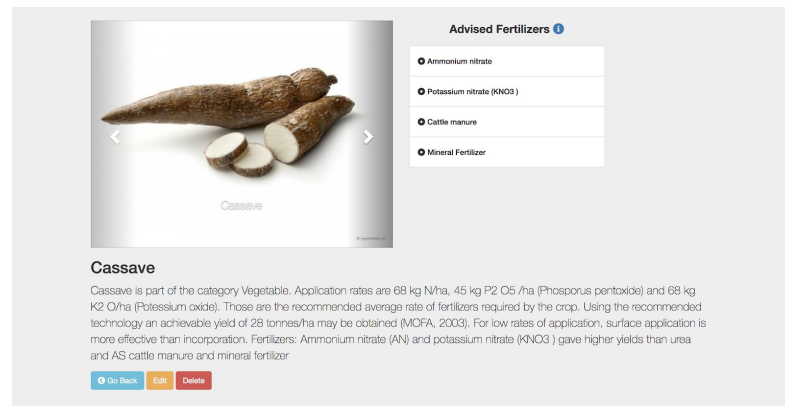 Advised Fertilizers
Ammonium nitrate
Potassium nitrate (KNO3 )
Cattle manure
Mineral Fertilizer
Cassave
Cassave
Cassave is part of the category Vegetable. Application rates are 68 kg N/ha, 45 kg P2 O5 /ha (Phosporus pentoxide) and 68 kg
K2 O/ha (Potessium oxide). Those are the recommended average rate of fertilizers required by the crop. Using the recommended
technology an achievable yield of 28 tonnes/ha may be obtained (MOFA, 2003). For low rates of application, surface application is
more effective than incorporation. Fertilizers: Ammonium nitrate (AN) and potassium nitrate (KNO3 ) gave higher yields than urea
and AS cattle manure and mineral fertilizer
Go Back Edit Delete